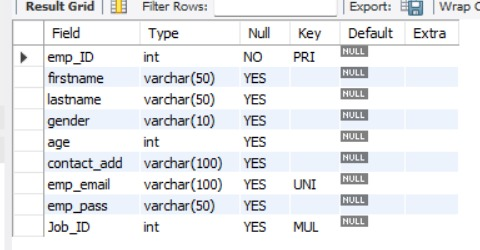 Result Grid Filter Rows: Export: Wrap C
Field Type Null Key Default Extra
emp_ID int NO PRI NULL
firstname varchar(50) YES NULL
lastname varchar(50) YES NULL
gender varchar(10) YES NULL
age int YES NULL
contact_add varchar(100) YES NULL
emp_email varchar(100) YES UNI NULL
emp_pass varchar(50) YES NULL
Job_ID int YES MUL NULL